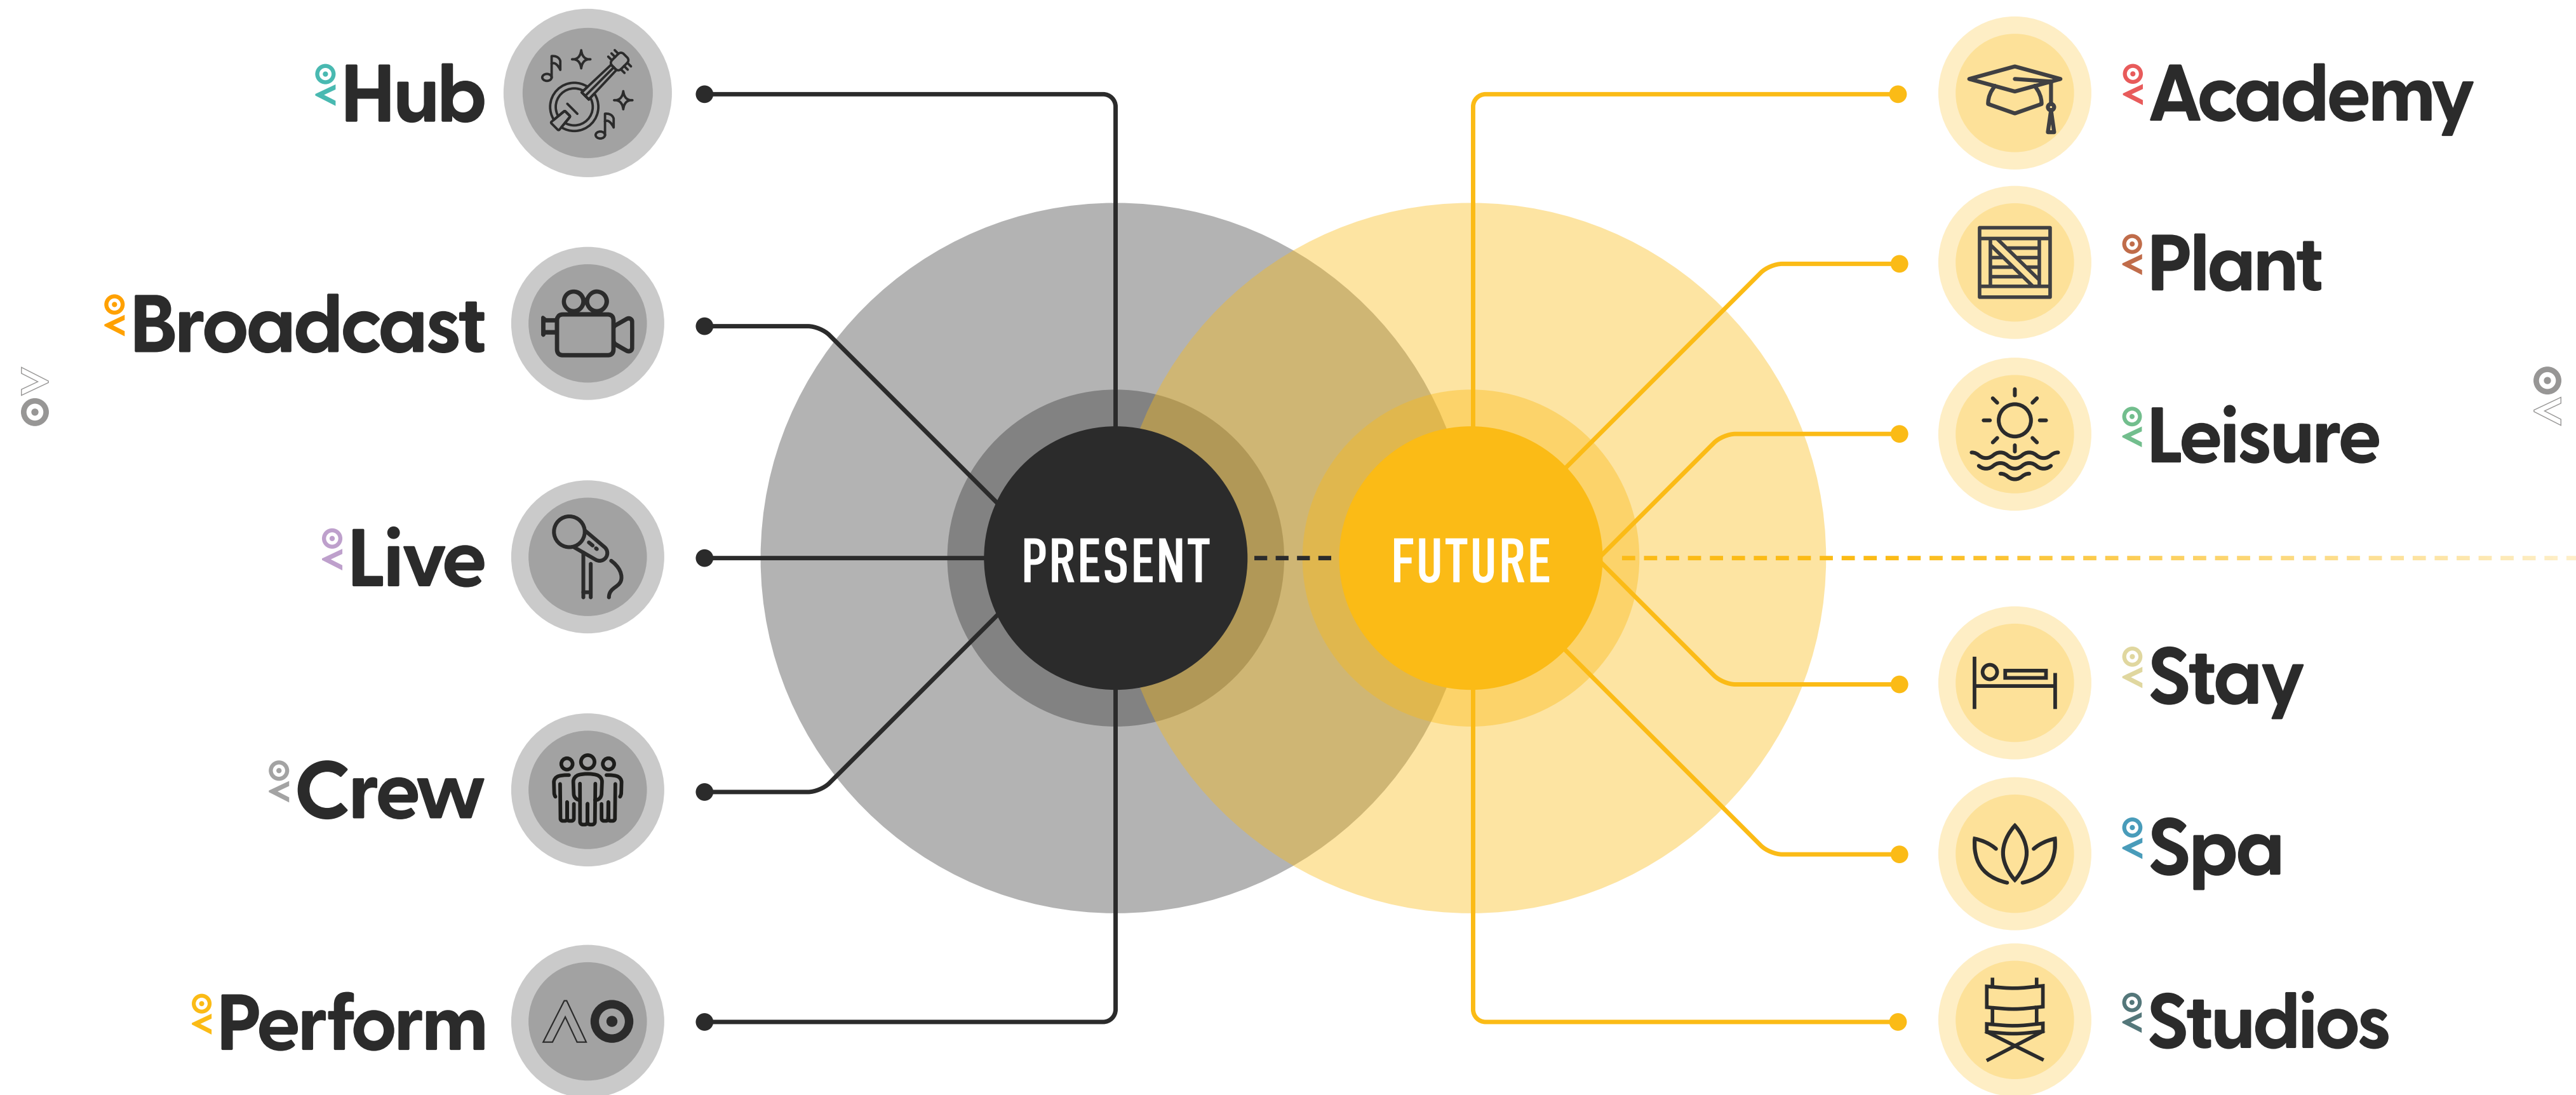 Hub
Broadcast
Live
Crew
Perform
PRESENT
FUTURE
Academy
Plant
Leisure
Stay
Spa
Studios